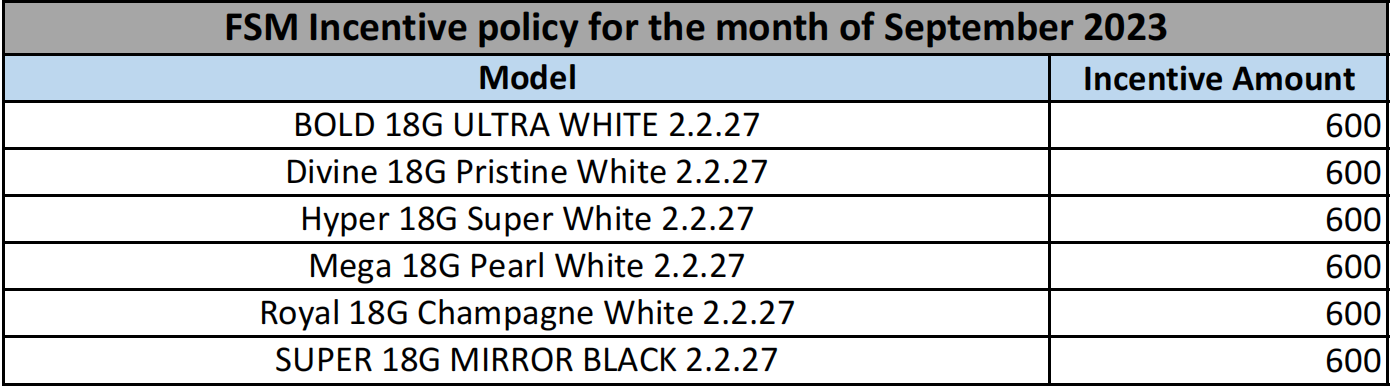 FSM Incentive policy for the month of September 2023
Model Incentive Amount
BOLD 18G ULTRA WHITE 2.2.27 600
Divine 18G Pristine White 2.2.27 600
Hyper 18G Super White 2.2.27 600
Mega 18G Pearl White 2.2.27 600
Royal 18G Champagne White 2.2.27 600
SUPER 18G MIRROR BLACK 2.2.27 600